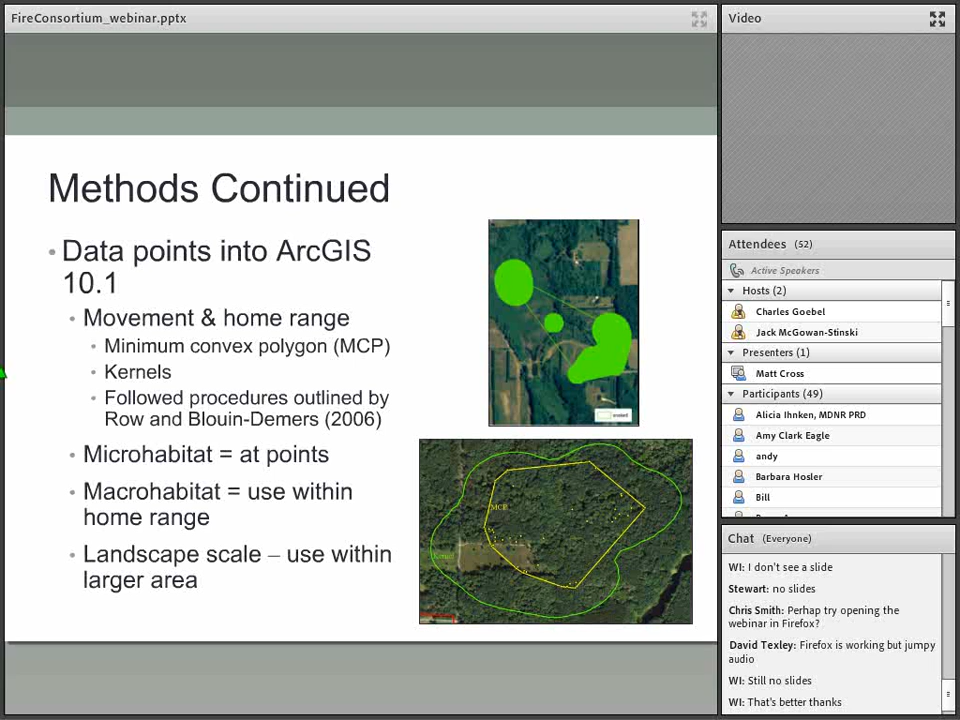 FireConsortium_webinar.pptx
Methods Continued
• Data points into ArcGIS
10.1
• Movement & home range
• Minimum convex polygon (MCP)
• Kernels
• Followed procedures outlined by
Row and Blouin-Demers (2006)
• Microhabitat = at points
• Macrohabitat = use within
home range
• Landscape scale – use within
larger area
MCP
Video
Attendees (52)
Active Speakers
Hosts (2)
Charles Goebel
Jack McGowan-Stinski
Presenters (1)
Matt Cross
Participants (49)
Alicia Ihnken, MDNR PRD
Amy Clark Eagle
andy
Barbara Hosler
Bill
Chat (Everyone)
WI: I don't see a slide
Stewart: no slides
Chris Smith: Perhap try opening the
webinar in Firefox?
David Texley: Firefox is working but jumpy
audio
WI: Still no slides
WI: That's better thanks